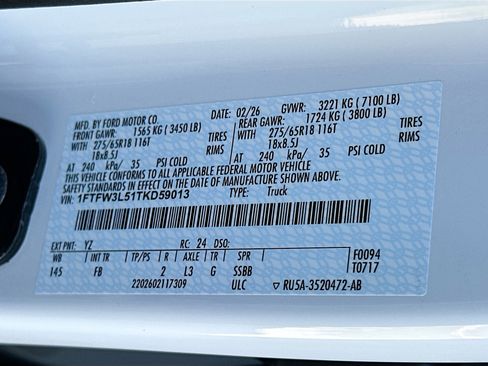 MFD. BY FORD MOTOR CO.
DATE: 02/26 GVWR: 3221 KG ( 7100 LB)
FRONT GAWR: 1565 KG ( 3450 LB) REAR GAWR: 1724 KG ( 3800 LB)
275/65R18 116T TIRES 275/65R18 116T TIRES
18x8.5J RIMS 18x8.5J RIMS
AT 240 kPa/ 35 PSI COLD AT 240 kPa/ 35 PSI COLD
THIS VEHICLE CONFORMS TO ALL APPLICABLE FEDERAL MOTOR VEHICLE
SAFETY STANDARDS IN EFFECT ON THE DATE OF MANUFACTURE SHOWN ABOVE.
VIN: 1FTFW3L51TKD59013 TYPE: Truck
EXT PNT: YZ RC: 24 DSO: F0094
WB INT TR TP/PS R AXLE TR SPR T0717
145 FB 2 L3 G SSBB
2202602117309 ULC ▽ RU5A-3520472-AB